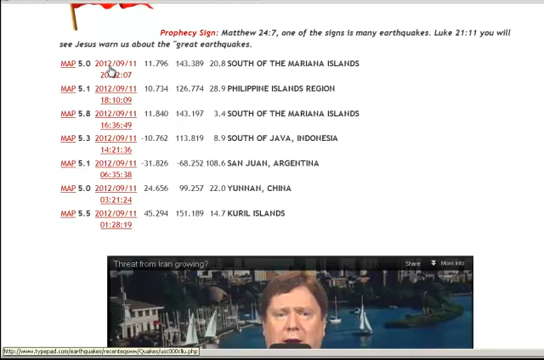 Prophecy Sign: Matthew 24:7, one of the signs is many earthquakes. Luke 21:11 you will
see Jesus warn us about the "great earthquakes.
MAP 5.0 2012/09/11 11.796 143.389 20.8 SOUTH OF THE MARIANA ISLANDS
MAP 5.1 2012/09/11 10.734 126.774 28.9 PHILIPPINE ISLANDS REGION
18:10:09
MAP 5.8 2012/09/11 11.840 143.197 3.4 SOUTH OF THE MARIANA ISLANDS
16:36:49
MAP 5.3 2012/09/11 -10.762 113.819 8.9 SOUTH OF JAVA, INDONESIA
14:21:36
MAP 5.1 2012/09/11 -31.826 -68.252 108.6 SAN JUAN, ARGENTINA
06:35:38
MAP 5.0 2012/09/11 24.656 99.257 22.0 YUNNAN, CHINA
03:21:24
MAP 5.5 2012/09/11 45.294 151.189 14.7 KURIL ISLANDS
01:28:19
Threat from Iran growing? Share More info